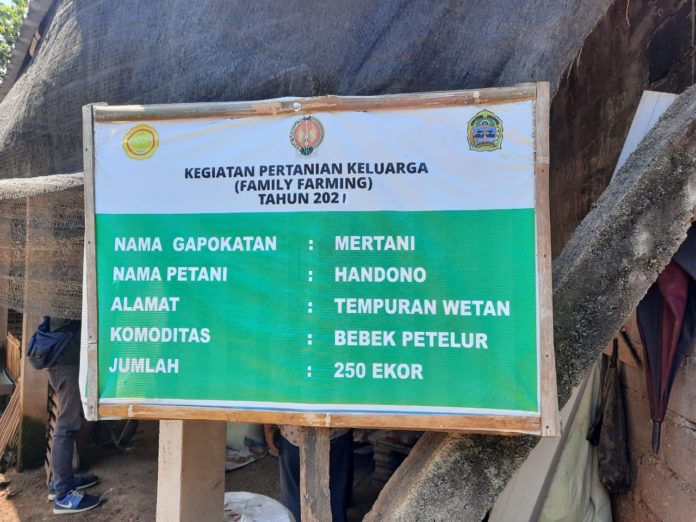 KEGIATAN PERTANIAN KELUARGA
(FAMILY FARMING)
TAHUN 2021
NAMA GAPOKATAN : MERTANI
NAMA PETANI : HANDONO
ALAMAT : TEMPURAN WETAN
KOMODITAS : BEBEK PETELUR
JUMLAH : 250 EKOR